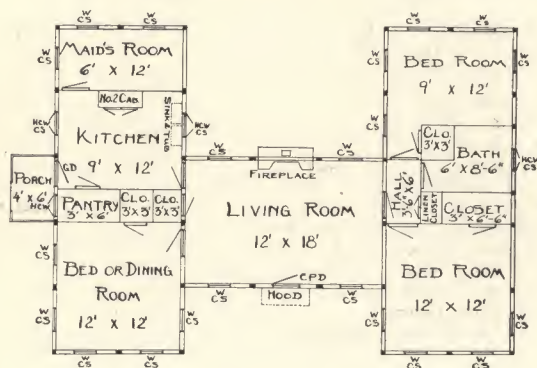 W
CS
W
CS
W
CS
W
CS
W
CS
MAID'S ROOM
6' X 12'
W
CS
BED ROOM
9' X 12'
W
CS
No.2 CAB.
SINK & TUB
HCW
CS
HCW
CS
KITCHEN
9' X 12'
CLO.
3'X3'
BATH
6' X 8'-6"
HCW
CS
GD
FIREPLACE
PORCH
4' X 6'
HCW
PANTRY
3' X 6'
CLO.
3'X3'
CLO.
3'X3'
LIVING ROOM
12' X 18'
HALL
3'-6" X 6'
LINEN
CLOSET
CLOSET
3' X 6'-6"
W
CS
BED OR DINING
ROOM
12' X 12'
CPD
HOOD
W
CS
W
CS
BED ROOM
12' X 12'
W
CS
W
CS
W
CS
W
CS
W
CS
W
CS
W
CS
W
CS